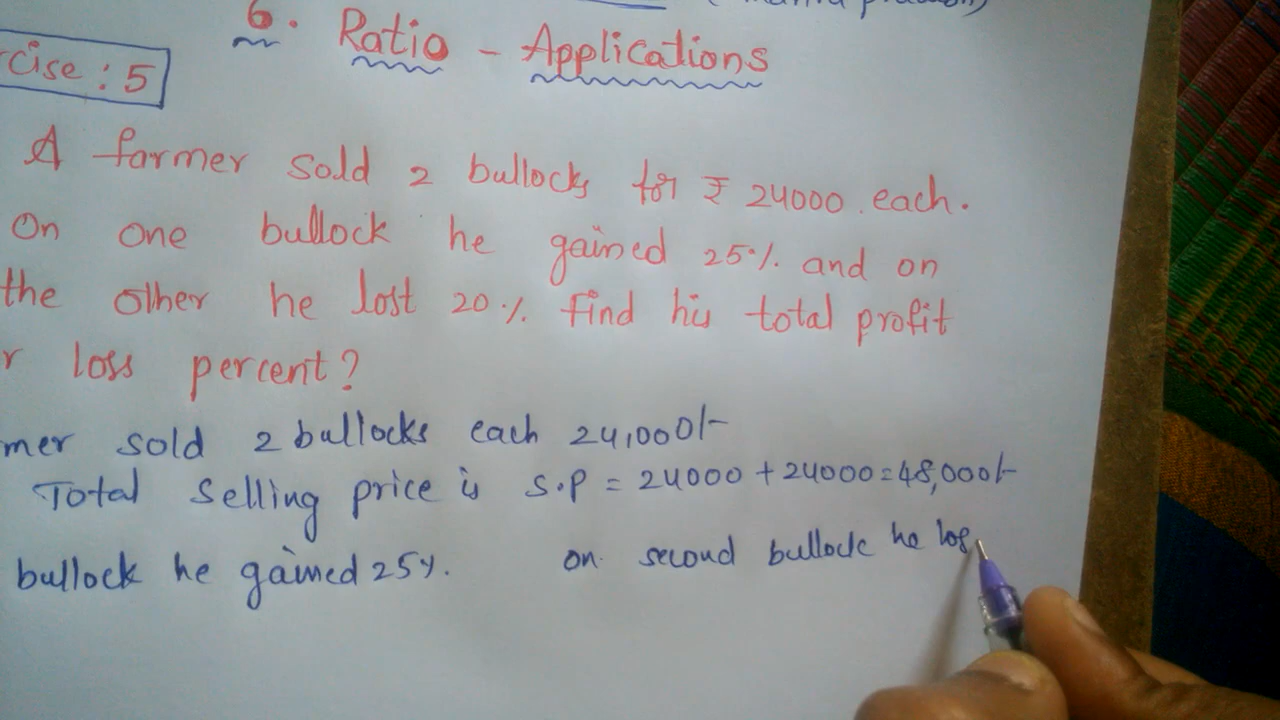 6. Ratio - Applications
cise : 5
A farmer sold 2 bullocks for ₹ 24000 each.
On one bullock he gained 25% and on
the other he lost 20% find his total profit
r loss percent?
mer sold 2 bullocks each 24,000/-
Total selling price is S.P = 24000 + 24000 = 48,000/-
bullock he gained 25%. on second bullock he los